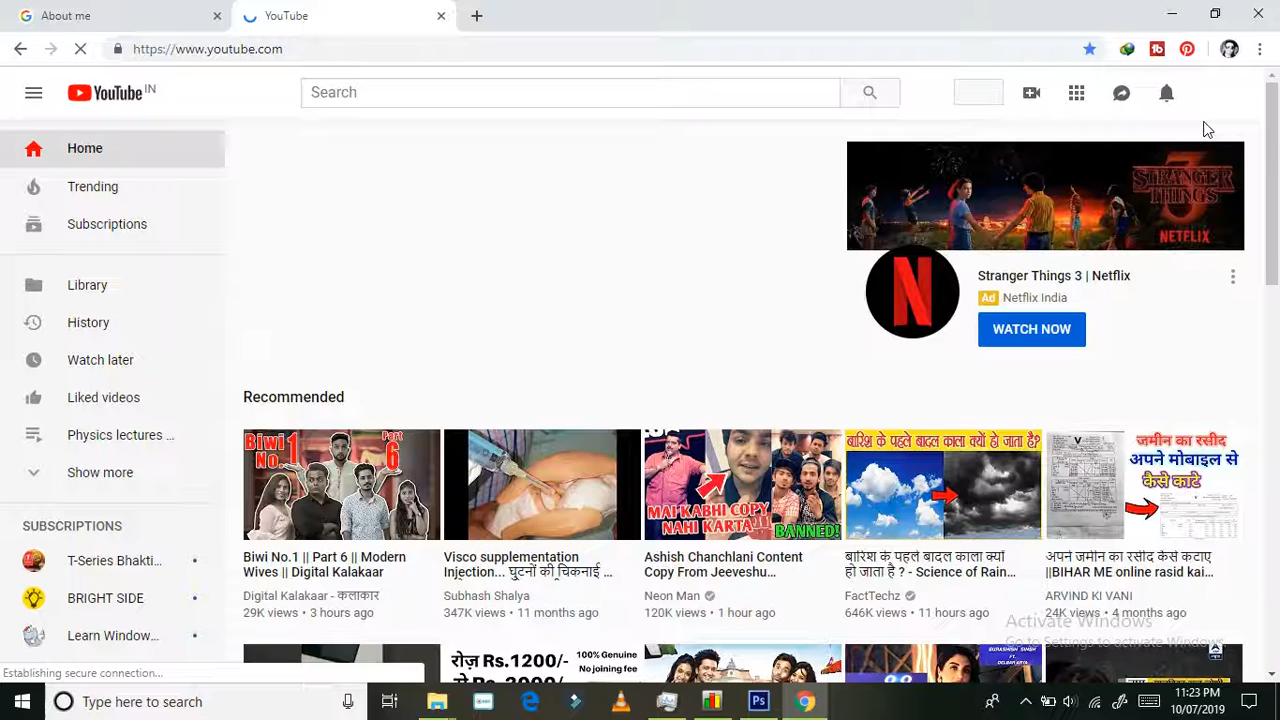 About me
YouTube
https://www.youtube.com
YouTube IN
Search
Home
Trending
Subscriptions
Library
History
Watch later
Liked videos
Physics lectures ...
Show more
SUBSCRIPTIONS
T-Series Bhakti...
BRIGHT SIDE
Learn Window...
STRANGER THINGS 3
NETFLIX
N
Stranger Things 3 | Netflix
Ad Netflix India
WATCH NOW
Recommended
Biwi No.1 Part 6
Biwi No.1 || Part 6 || Modern
Wives || Digital Kalakaar
Digital Kalakaar - कलाकार
29K views • 3 hours ago
Visco supplementation
Injection... घुटनों की चिकनाई ...
Subhash Shalya
347K views • 11 months ago
MAI KABHI COPY
NAHI KARTA
BANNED!
Ashish Chanchlani Content
Copy From Jeeveshu...
Neon Man
120K views • 1 hour ago
बारिश के पहले बादल काला क्यों हो जाता है?
बारिश के पहले बादल काला क्यों
हो जाता है ? - Science of Rain...
FactTechz
646K views • 11 hours ago
जमीन का रसीद
अपने मोबाइल से
कैसे काटे
अपने जमीन का रसीद कैसे कटाए
||BIHAR ME online rasid kai...
ARVIND KI VANI
24K views • 4 months ago
रोज़ Rs.1200/-
100% Genuine
No joining fee
Activate Windows
Go to Settings to activate Windows.
Establishing secure connection...
Type here to search
11:23 PM
10/07/2019